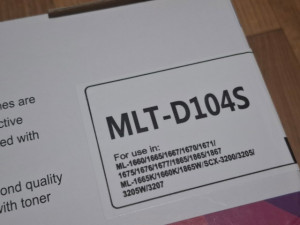 nes are
ctive
ed with
ond quality
with toner
MLT-D104S
For use in:
ML-1660/1665/1667/1670/1671/
1675/1676/1677/1865/1865/1867
ML-1665K/1660K/1865W/SCX-3200/3205/
3205W/3207